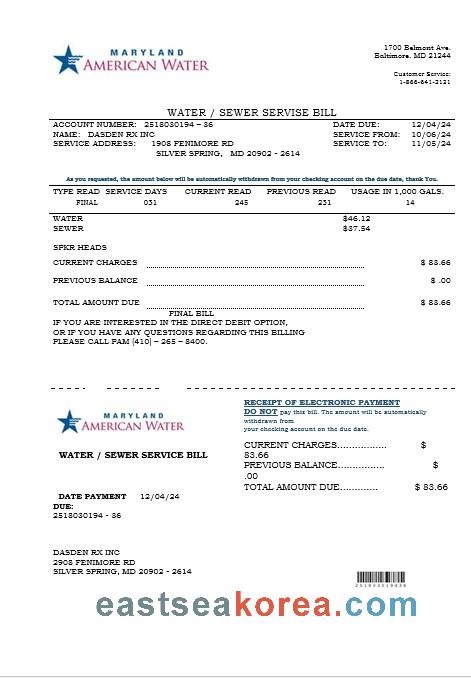 MARYLAND
AMERICAN WATER
1700 Belmont Ave.
Baltimore. MD 21244
Customer Service:
1-866-641-2131
WATER / SEWER SERVISE BILL
ACCOUNT NUMBER: 2518030194 – 36 DATE DUE: 12/04/24
NAME: DASDEN RX INC SERVICE FROM: 10/06/24
SERVICE ADDRESS: 1908 FENIMORE RD SERVICE TO: 11/05/24
SILVER SPRING, MD 20902 - 2614
As you requested, the amount below will be automatically withdrawn from your checking account on the due date, thank You.
TYPE READ SERVICE DAYS CURRENT READ PREVIOUS READ USAGE IN 1,000 GALS.
FINAL 031 245 231 14
WATER $46.12
SEWER $37.54
SPKR HEADS
CURRENT CHARGES $ 83.66
PREVIOUS BALANCE $ .00
TOTAL AMOUNT DUE $ 83.66
FINAL BILL
IF YOU ARE INTERESTED IN THE DIRECT DEBIT OPTION,
OR IF YOU HAVE ANY QUESTIONS REGARDING THIS BILLING
PLEASE CALL PAM (410) – 265 – 8400.
MARYLAND
AMERICAN WATER
WATER / SEWER SERVICE BILL
DATE PAYMENT 12/04/24
DUE:
2518030194 - 36
RECEIPT OF ELECTRONIC PAYMENT
DO NOT pay this bill. The amount will be automatically
withdrawn from
your checking account on the due date.
CURRENT CHARGES................. $
83.66
PREVIOUS BALANCE................ $
.00
TOTAL AMOUNT DUE............. $ 83.66
DASDEN RX INC
2908 FENIMORE RD
SILVER SPRING, MD 20902 - 2614
eastseakorea.com